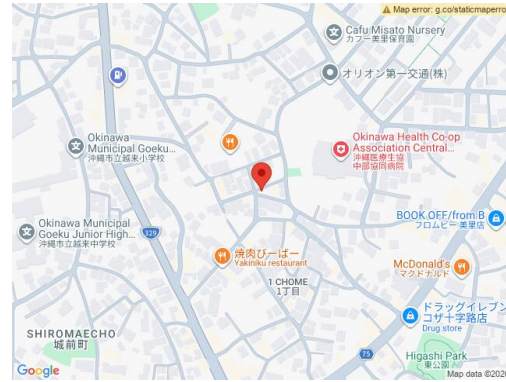 Map error: g.co/staticmaperro
Cafu Misato Nursery
カフー美里保育園
オリオン第一交通(株)
Okinawa
Municipal Goeku...
沖縄市立越来小学校
Okinawa Health Co-op
Association Central...
沖縄医療生協
中部協同病院
Okinawa Municipal
Goeku Junior High...
沖縄市立越来中学校
329
BOOK OFF/from B
フロムビー 美里店
焼肉びーばー
Yakiniku restaurant
McDonald's
マクドナルド
1 CHOME
1丁目
ドラッグイレブン
コザ十字路店
Drug store
SHIROMAECHO
城前町
75
Higashi Park
東公園
Google
Map data ©2026